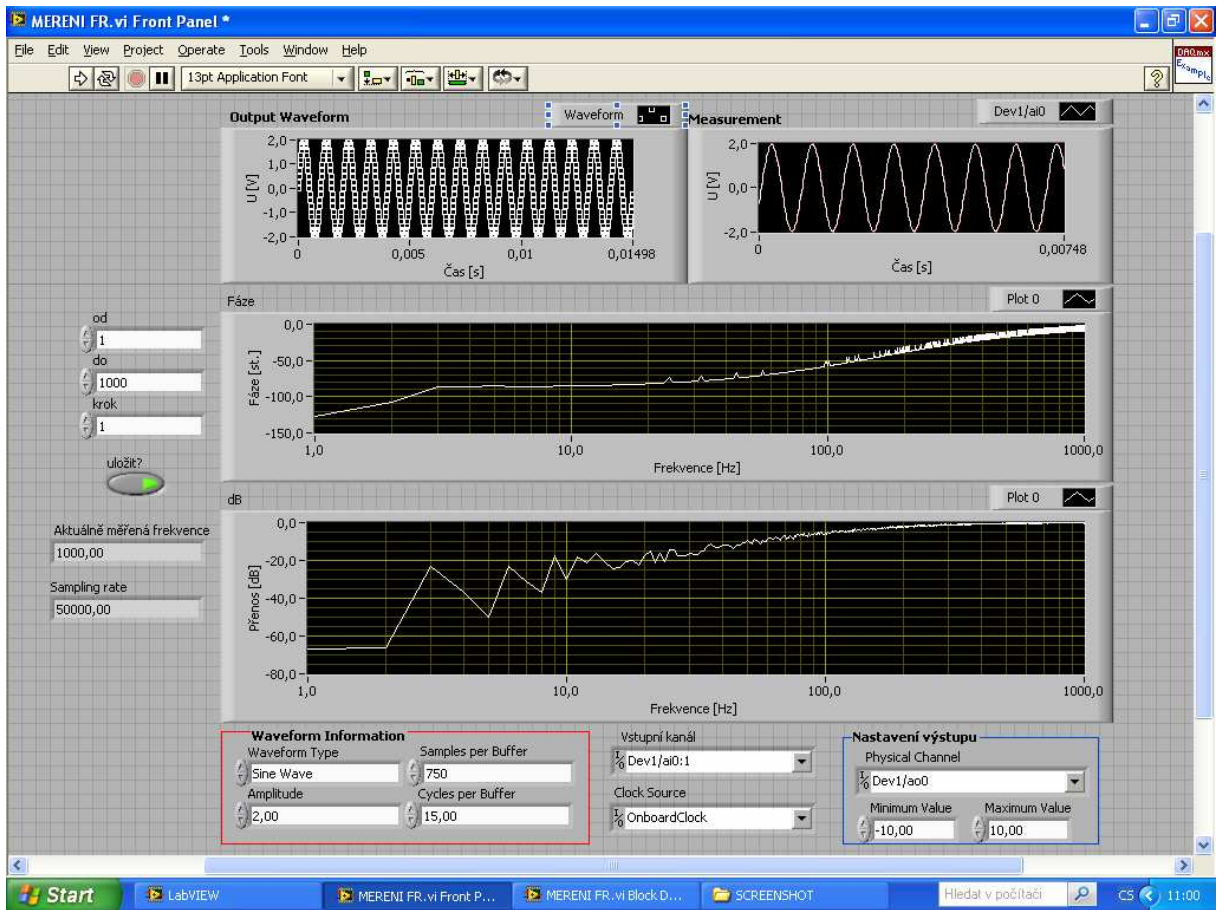 MERENI FR.vi Front Panel *
File Edit View Project Operate Tools Window Help
13pt Application Font
DAQmx
Example
Output Waveform
Waveform
Measurement
Dev1/ai0
2,0
1,0
0,0
-1,0
-2,0
U [V]
0 0,005 0,01 0,01498
Čas [s]
2,0
0,0
-2,0
U [V]
0 0,00748
Čas [s]
od
1
do
1000
krok
1
uložit?
Aktuálně měřená frekvence
1000,00
Sampling rate
50000,00
Fáze
Plot 0
0,0
-50,0
-100,0
-150,0
Fáze [st.]
1,0 10,0 100,0 1000,0
Frekvence [Hz]
dB
Plot 0
0,0
-20,0
-40,0
-60,0
-80,0
Přenos [dB]
1,0 10,0 100,0 1000,0
Frekvence [Hz]
Waveform Information
Waveform Type
Sine Wave
Samples per Buffer
750
Amplitude
2,00
Cycles per Buffer
15,00
Vstupní kanál
Dev1/ai0:1
Clock Source
OnboardClock
Nastavení výstupu
Physical Channel
Dev1/ao0
Minimum Value
-10,00
Maximum Value
10,00
Start
LabVIEW
MERENI FR.vi Front P...
MERENI FR.vi Block D...
SCREENSHOT
Hledat v počítači
CS
11:00